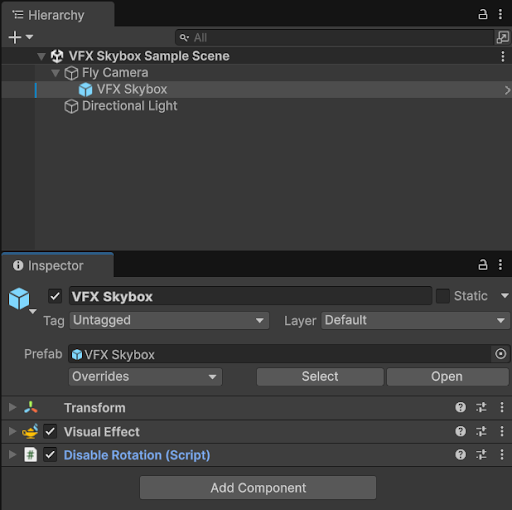 Hierarchy
All
VFX Skybox Sample Scene
Fly Camera
VFX Skybox
Directional Light
Inspector
VFX Skybox Static
Tag Untagged Layer Default
Prefab VFX Skybox
Overrides Select Open
Transform
Visual Effect
# Disable Rotation (Script)
Add Component